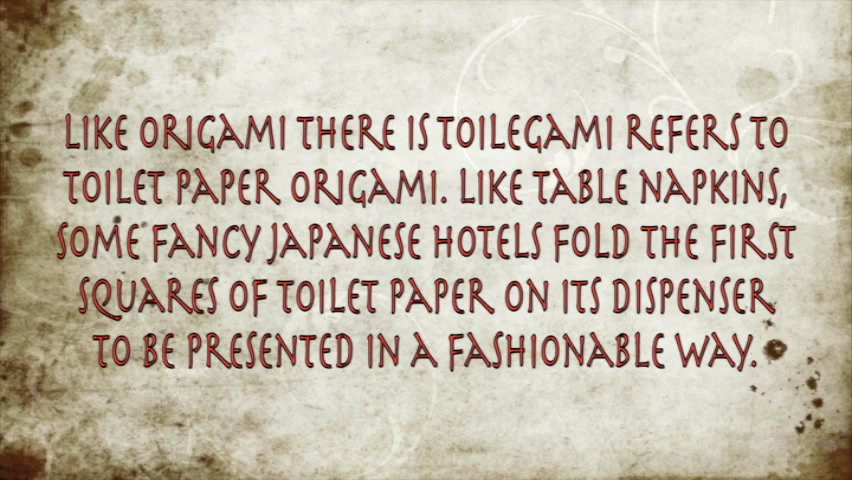 LIKE ORIGAMI THERE IS TOILEGAMI REFERS TO
TOILET PAPER ORIGAMI. LIKE TABLE NAPKINS,
SOME FANCY JAPANESE HOTELS FOLD THE FIRST
SQUARES OF TOILET PAPER ON ITS DISPENSER
TO BE PRESENTED IN A FASHIONABLE WAY.